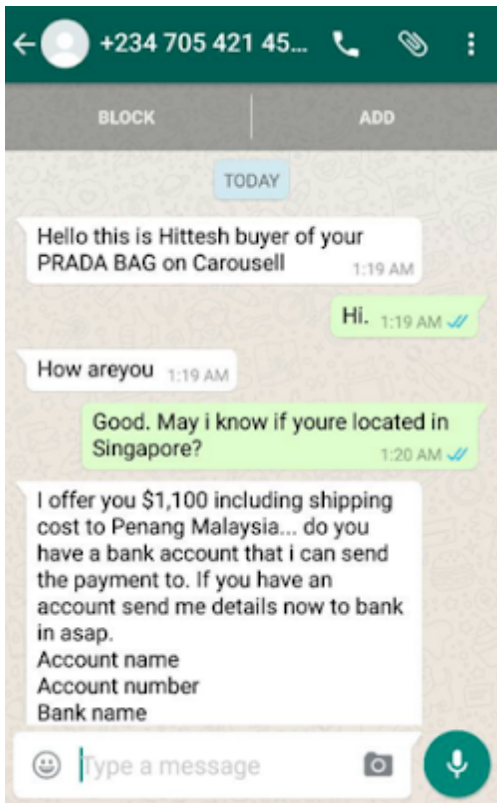 +234 705 421 45...
BLOCK
ADD
TODAY
Hello this is Hittesh buyer of your
PRADA BAG on Carousell
1:19 AM
Hi. 1:19 AM
How areyou 1:19 AM
Good. May i know if youre located in
Singapore?
1:20 AM
I offer you $1,100 including shipping
cost to Penang Malaysia... do you
have a bank account that i can send
the payment to. If you have an
account send me details now to bank
in asap.
Account name
Account number
Bank name
Type a message